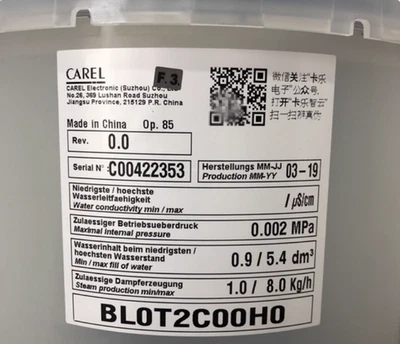 CAREL
F.3
CAREL Electronic (Suzhou) Co., Ltd
No.26, 369 Lushan Road Suzhou
Jiangsu Province, 215129 P.R. China
微信关注"卡乐
电子"公众号,
打开"卡乐智云"
扫一扫辨真伪
Made in China Op. 85
Rev. 0.0
Serial N°: C00422353
Herstellungs MM-JJ
Production MM-YY
03-19
Niedrigste / hoechste
Wasserleitfaehigkeit
Water conductivity min / max
/ µS/cm
Zulaessiger Betriebsueberdruck
Maximal internal pressure
0.002 MPa
Wasserinhalt beim niedrigsten /
hoechsten Wasserstand
Min / max fill of water
0.9 / 5.4 dm³
Zulaessige Dampferzeugung
Steam production min/max
1.0 / 8.0 Kg/h
BL0T2C00H0